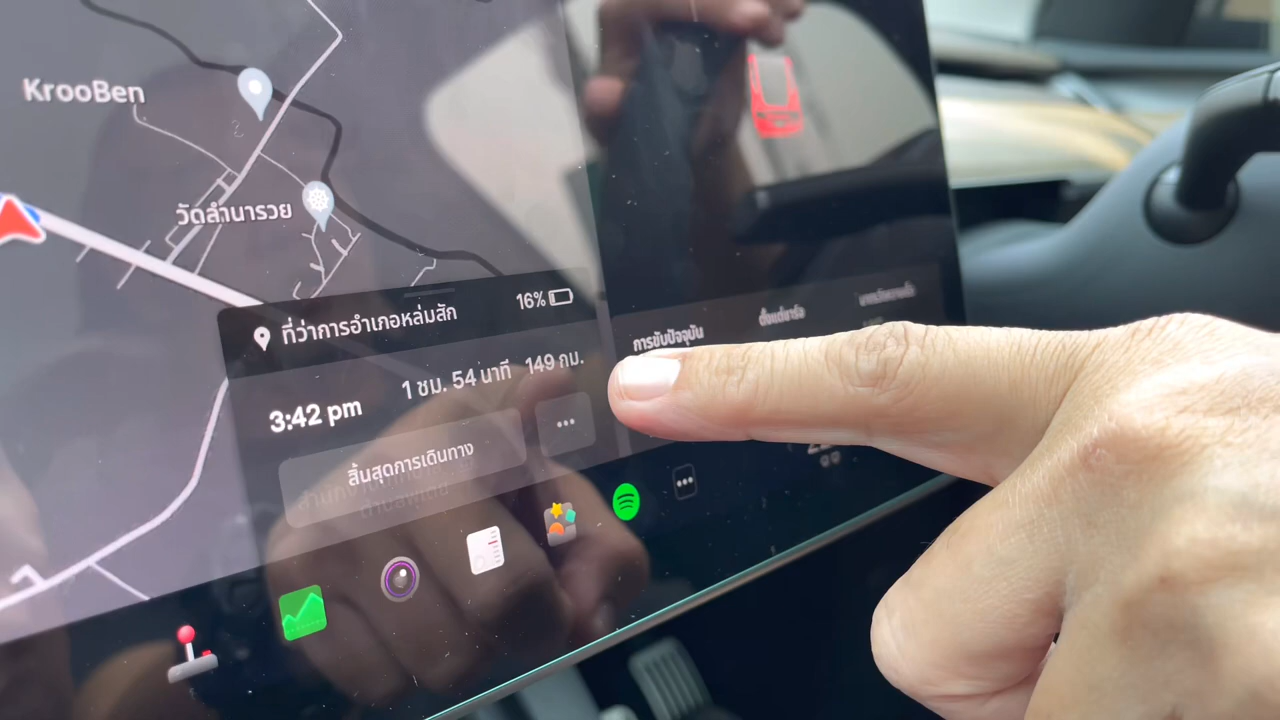 KrooBen
วัดลำนารวย
ที่ว่าการอำเภอหล่มสัก
16%
3:42 pm
1 ชม. 54 นาที
149 กม.
สิ้นสุดการเดินทาง
การขับปัจจุบัน
ตั้งแต่ชาร์จ